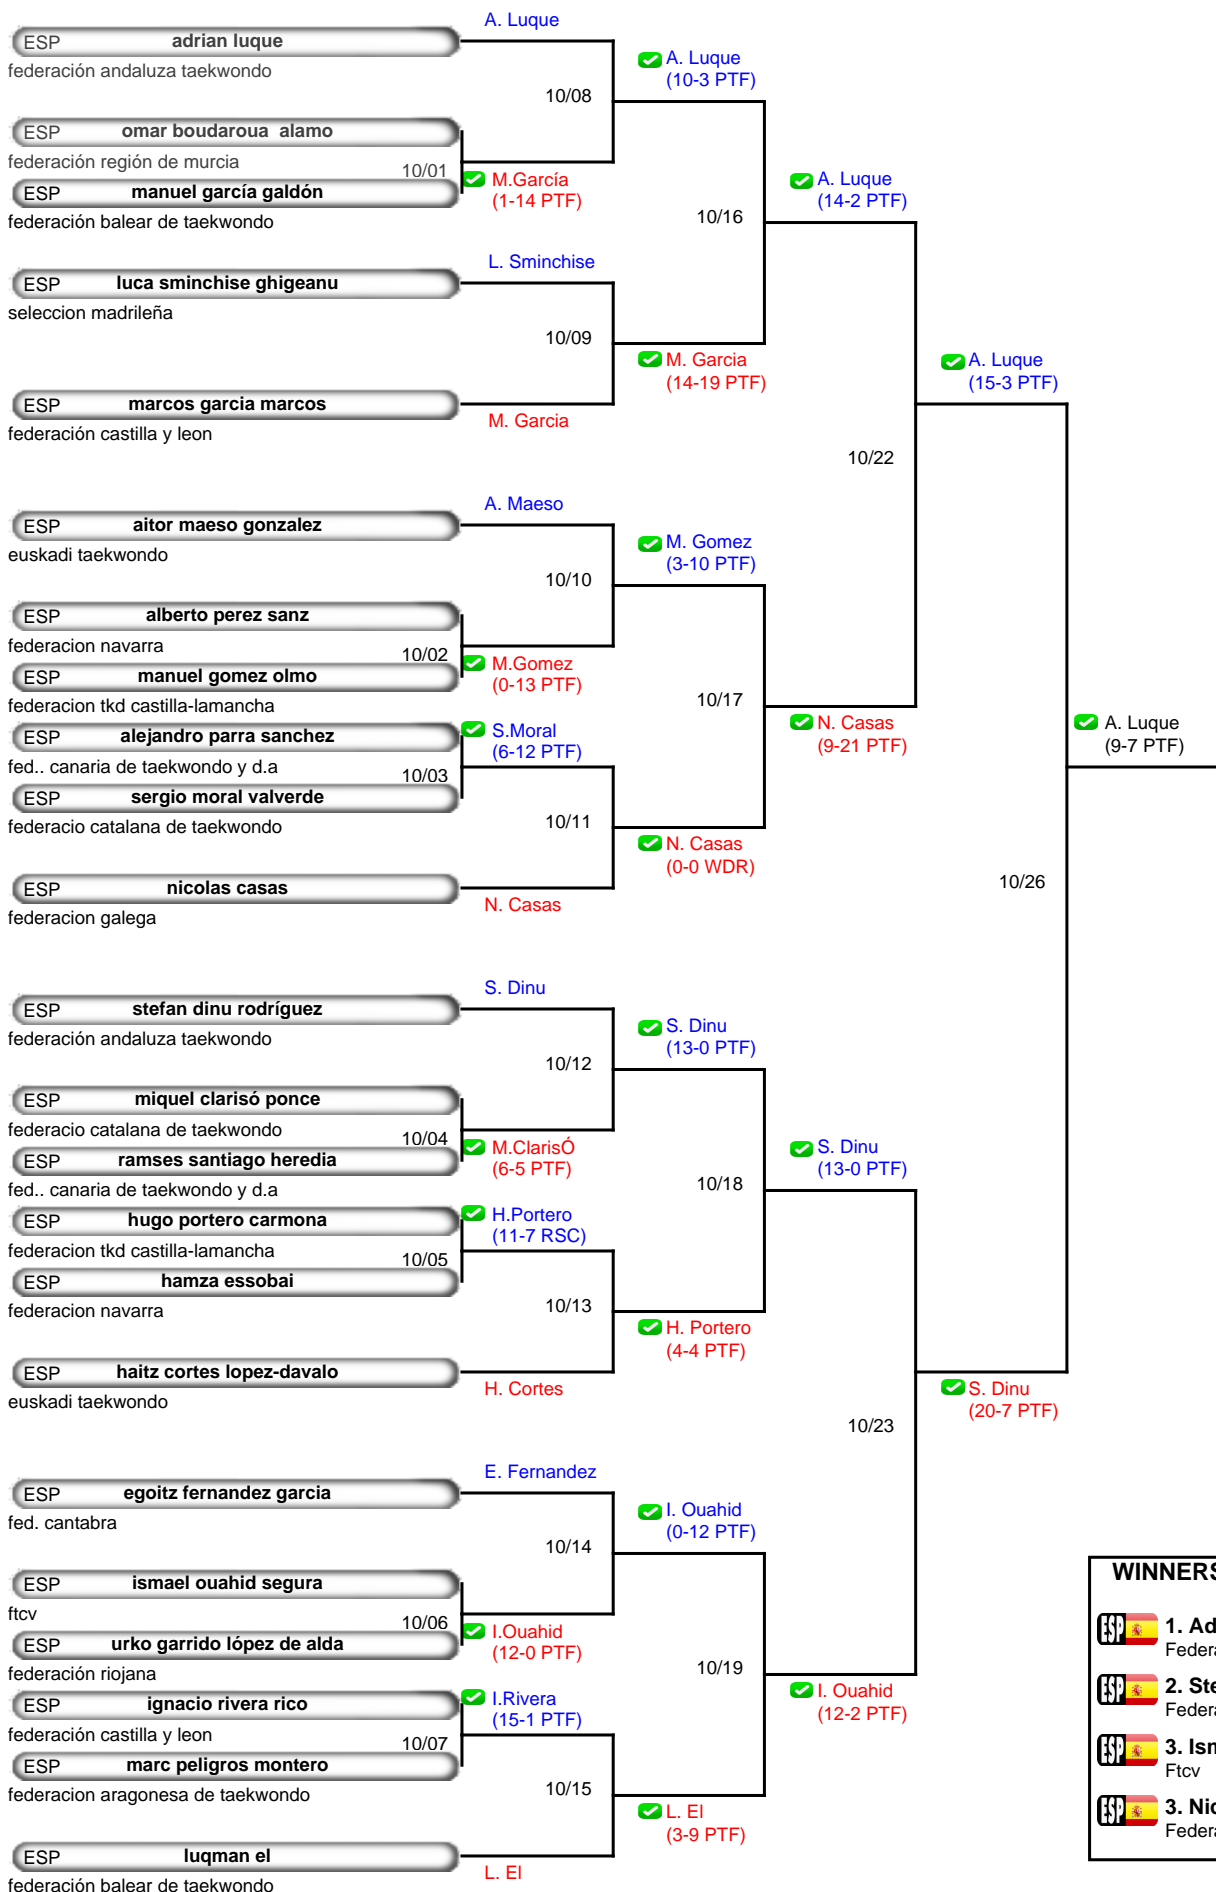 A. Luque
ESP adrian luque
federación andaluza taekwondo
A. Luque
(10-3 PTF)
10/08
ESP omar boudaroua  alamo
federación región de murcia
10/01
ESP manuel garcía galdón
M.García
(1-14 PTF)
federación balear de taekwondo
A. Luque
(14-2 PTF)
10/16
L. Sminchise
ESP luca sminchise ghigeanu
seleccion madrileña
10/09
M. Garcia
(14-19 PTF)
ESP marcos garcia marcos
M. Garcia
federación castilla y leon
A. Luque
(15-3 PTF)
10/22
A. Maeso
ESP aitor maeso gonzalez
euskadi taekwondo
M. Gomez
(3-10 PTF)
10/10
ESP alberto perez sanz
federacion navarra
10/02
ESP manuel gomez olmo
M.Gomez
(0-13 PTF)
federacion tkd castilla-lamancha
10/17
N. Casas
(9-21 PTF)
ESP alejandro parra sanchez
S.Moral
(6-12 PTF)
fed.. canaria de taekwondo y d.a
10/03
ESP sergio moral valverde
federacio catalana de taekwondo
10/11
N. Casas
(0-0 WDR)
ESP nicolas casas
N. Casas
federacion galega
A. Luque
(9-7 PTF)
10/26
S. Dinu
ESP stefan dinu rodríguez
federación andaluza taekwondo
S. Dinu
(13-0 PTF)
10/12
ESP miquel clarisó ponce
federacio catalana de taekwondo
10/04
ESP ramses santiago heredia
M.ClarisÓ
(6-5 PTF)
fed.. canaria de taekwondo y d.a
S. Dinu
(13-0 PTF)
10/18
ESP hugo portero carmona
H.Portero
(11-7 RSC)
federacion tkd castilla-lamancha
10/05
ESP hamza essobai
federacion navarra
10/13
H. Portero
(4-4 PTF)
ESP haitz cortes lopez-davalo
H. Cortes
euskadi taekwondo
S. Dinu
(20-7 PTF)
10/23
E. Fernandez
ESP egoitz fernandez garcia
fed. cantabra
I. Ouahid
(0-12 PTF)
10/14
ESP ismael ouahid segura
ftcv
10/06
ESP urko garrido lópez de alda
I.Ouahid
(12-0 PTF)
federación riojana
10/19
I. Ouahid
(12-2 PTF)
ESP ignacio rivera rico
I.Rivera
(15-1 PTF)
federación castilla y leon
10/07
ESP marc peligros montero
federacion aragonesa de taekwondo
10/15
L. El
(3-9 PTF)
ESP luqman el
L. El
federación balear de taekwondo
WINNERS
ESP 1. Ad
Feder
ESP 2. Ste
Feder
ESP 3. Ism
Ftcv
ESP 3. Nic
Feder